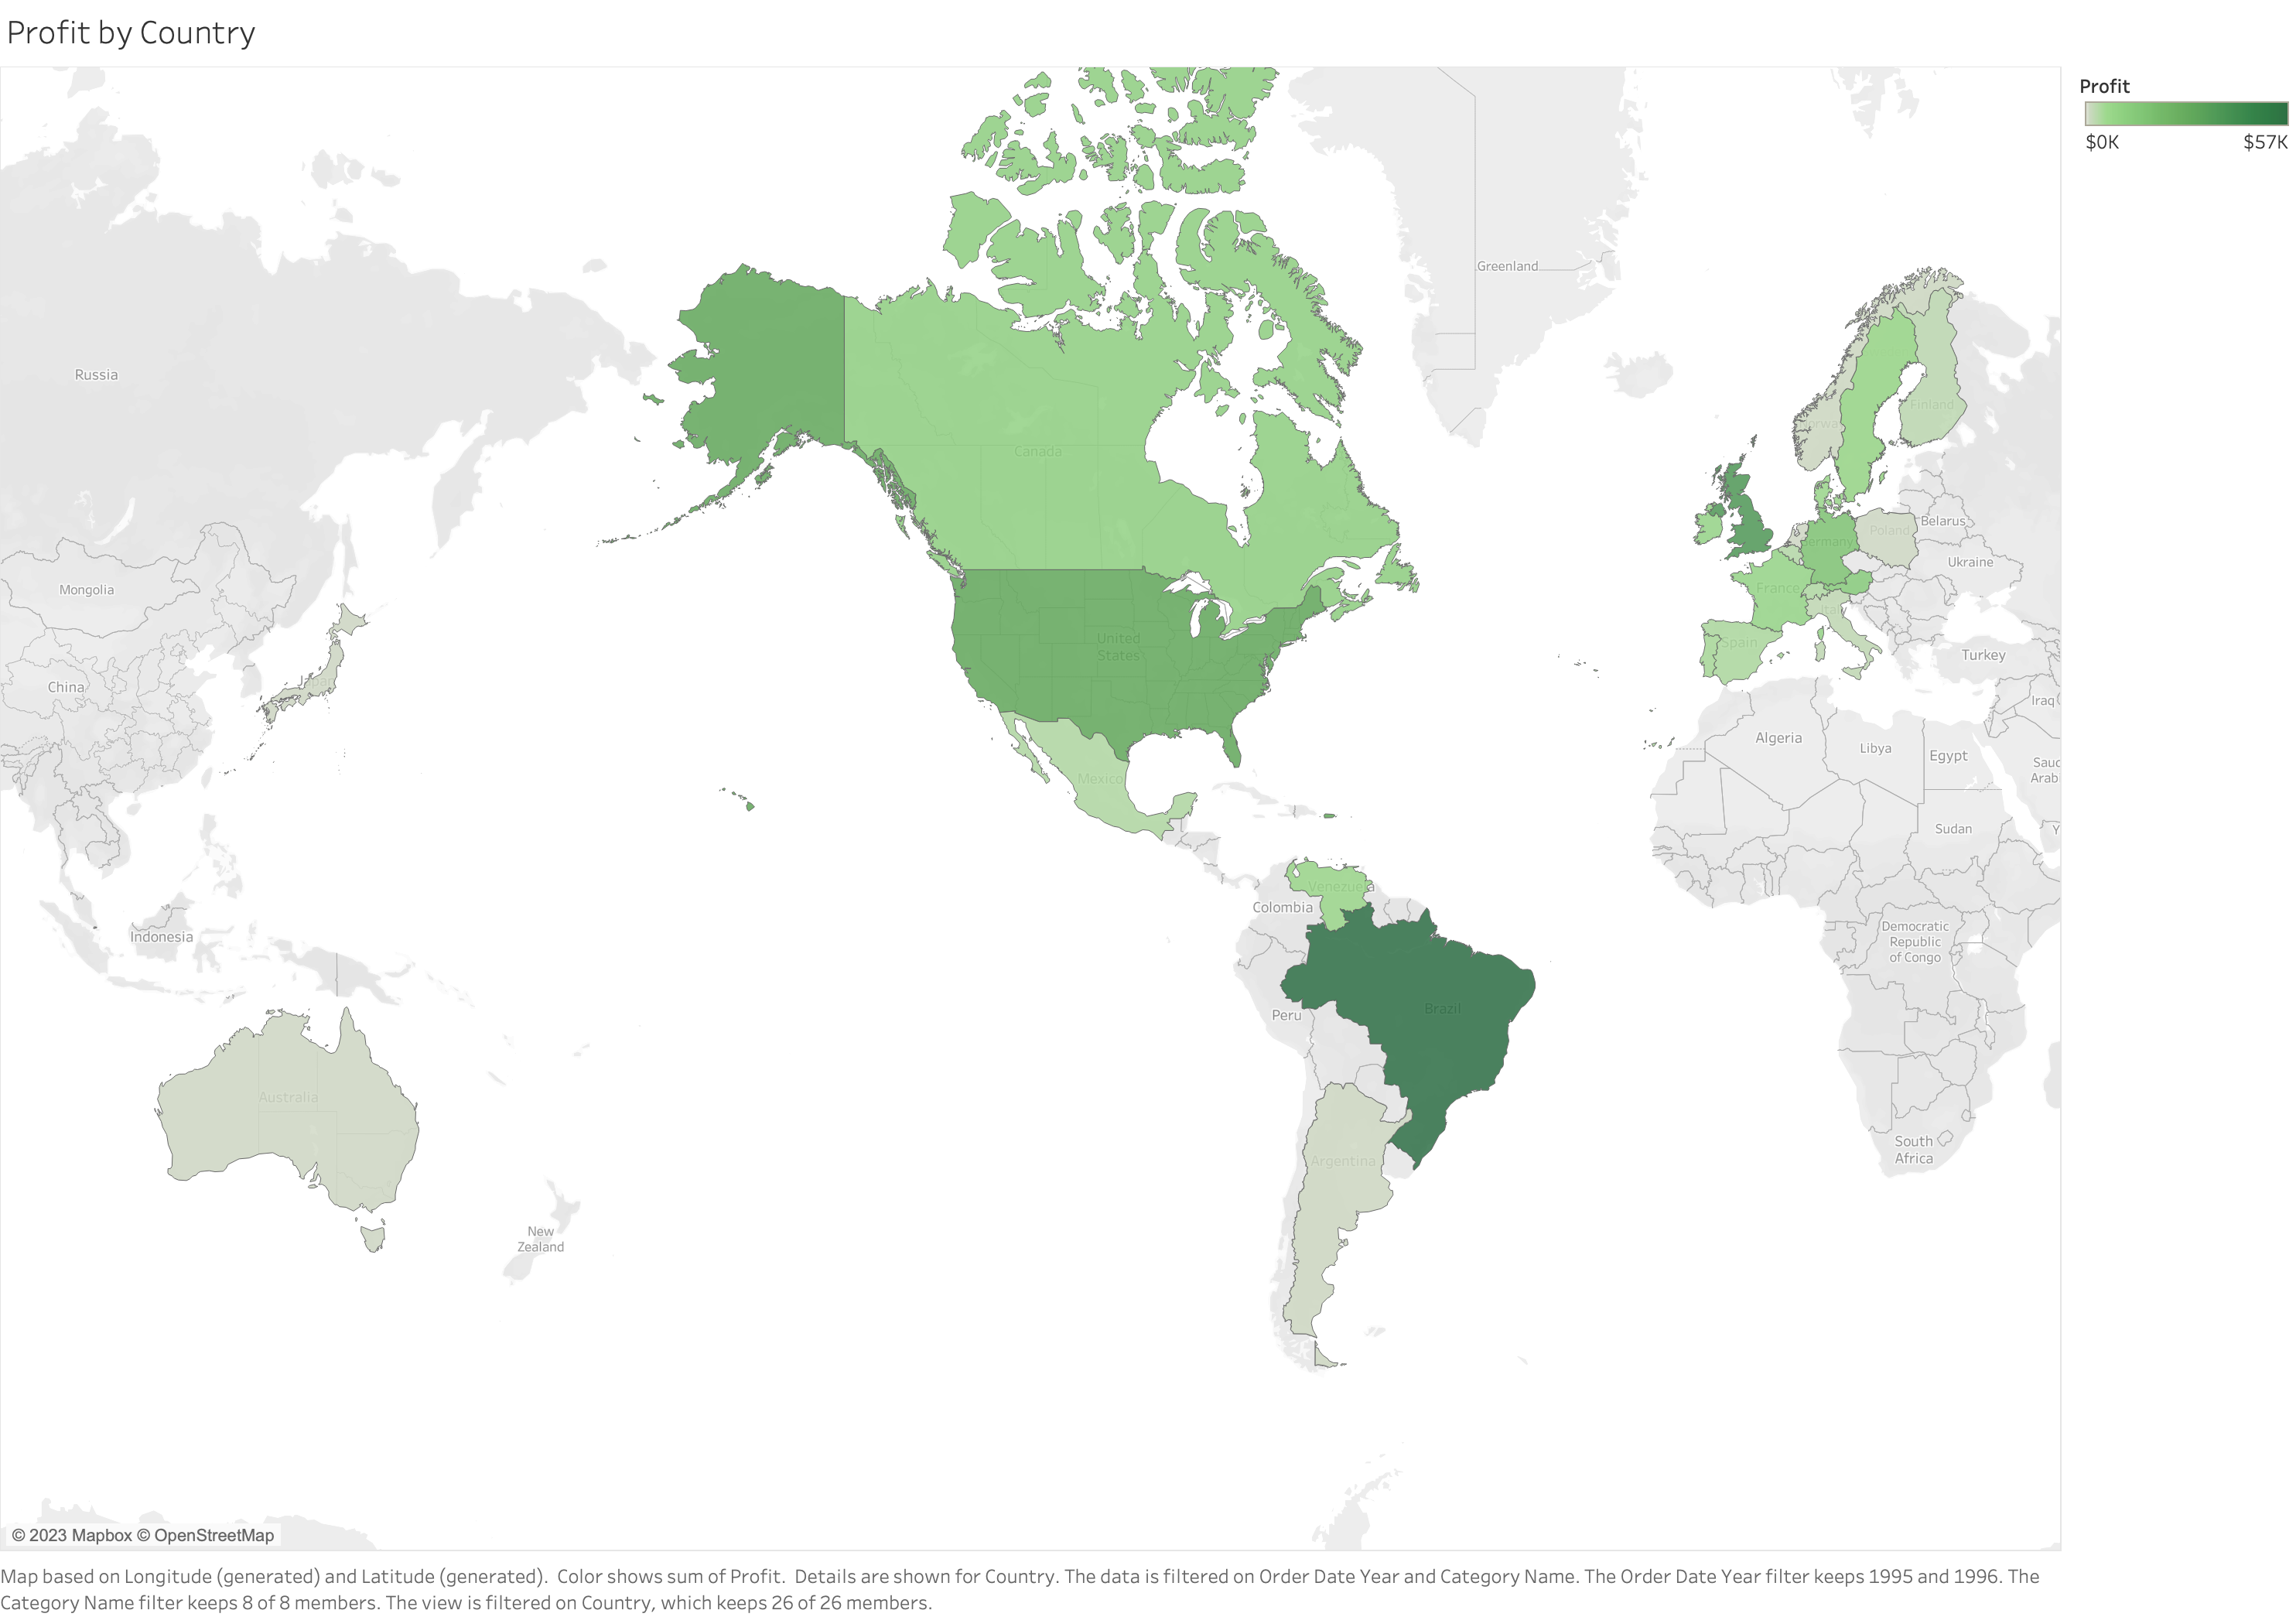 Profit by Country
Profit
$0K
$57K
Greenland
Russia
Finland
Canada
Belarus
Poland
Ukraine
Germany
Mongolia
France
United
States
Spain
Turkey
China
Japan
Iraq
Algeria
Libya
Egypt
Mexico
Sudan
Venezuela
Colombia
Democratic
Republic
of Congo
Indonesia
Brazil
Peru
Australia
South
Africa
Argentina
New
Zealand
© 2023 Mapbox © OpenStreetMap
Map based on Longitude (generated) and Latitude (generated).  Color shows sum of Profit.  Details are shown for Country. The data is filtered on Order Date Year and Category Name. The Order Date Year filter keeps 1995 and 1996. The
Category Name filter keeps 8 of 8 members. The view is filtered on Country, which keeps 26 of 26 members.